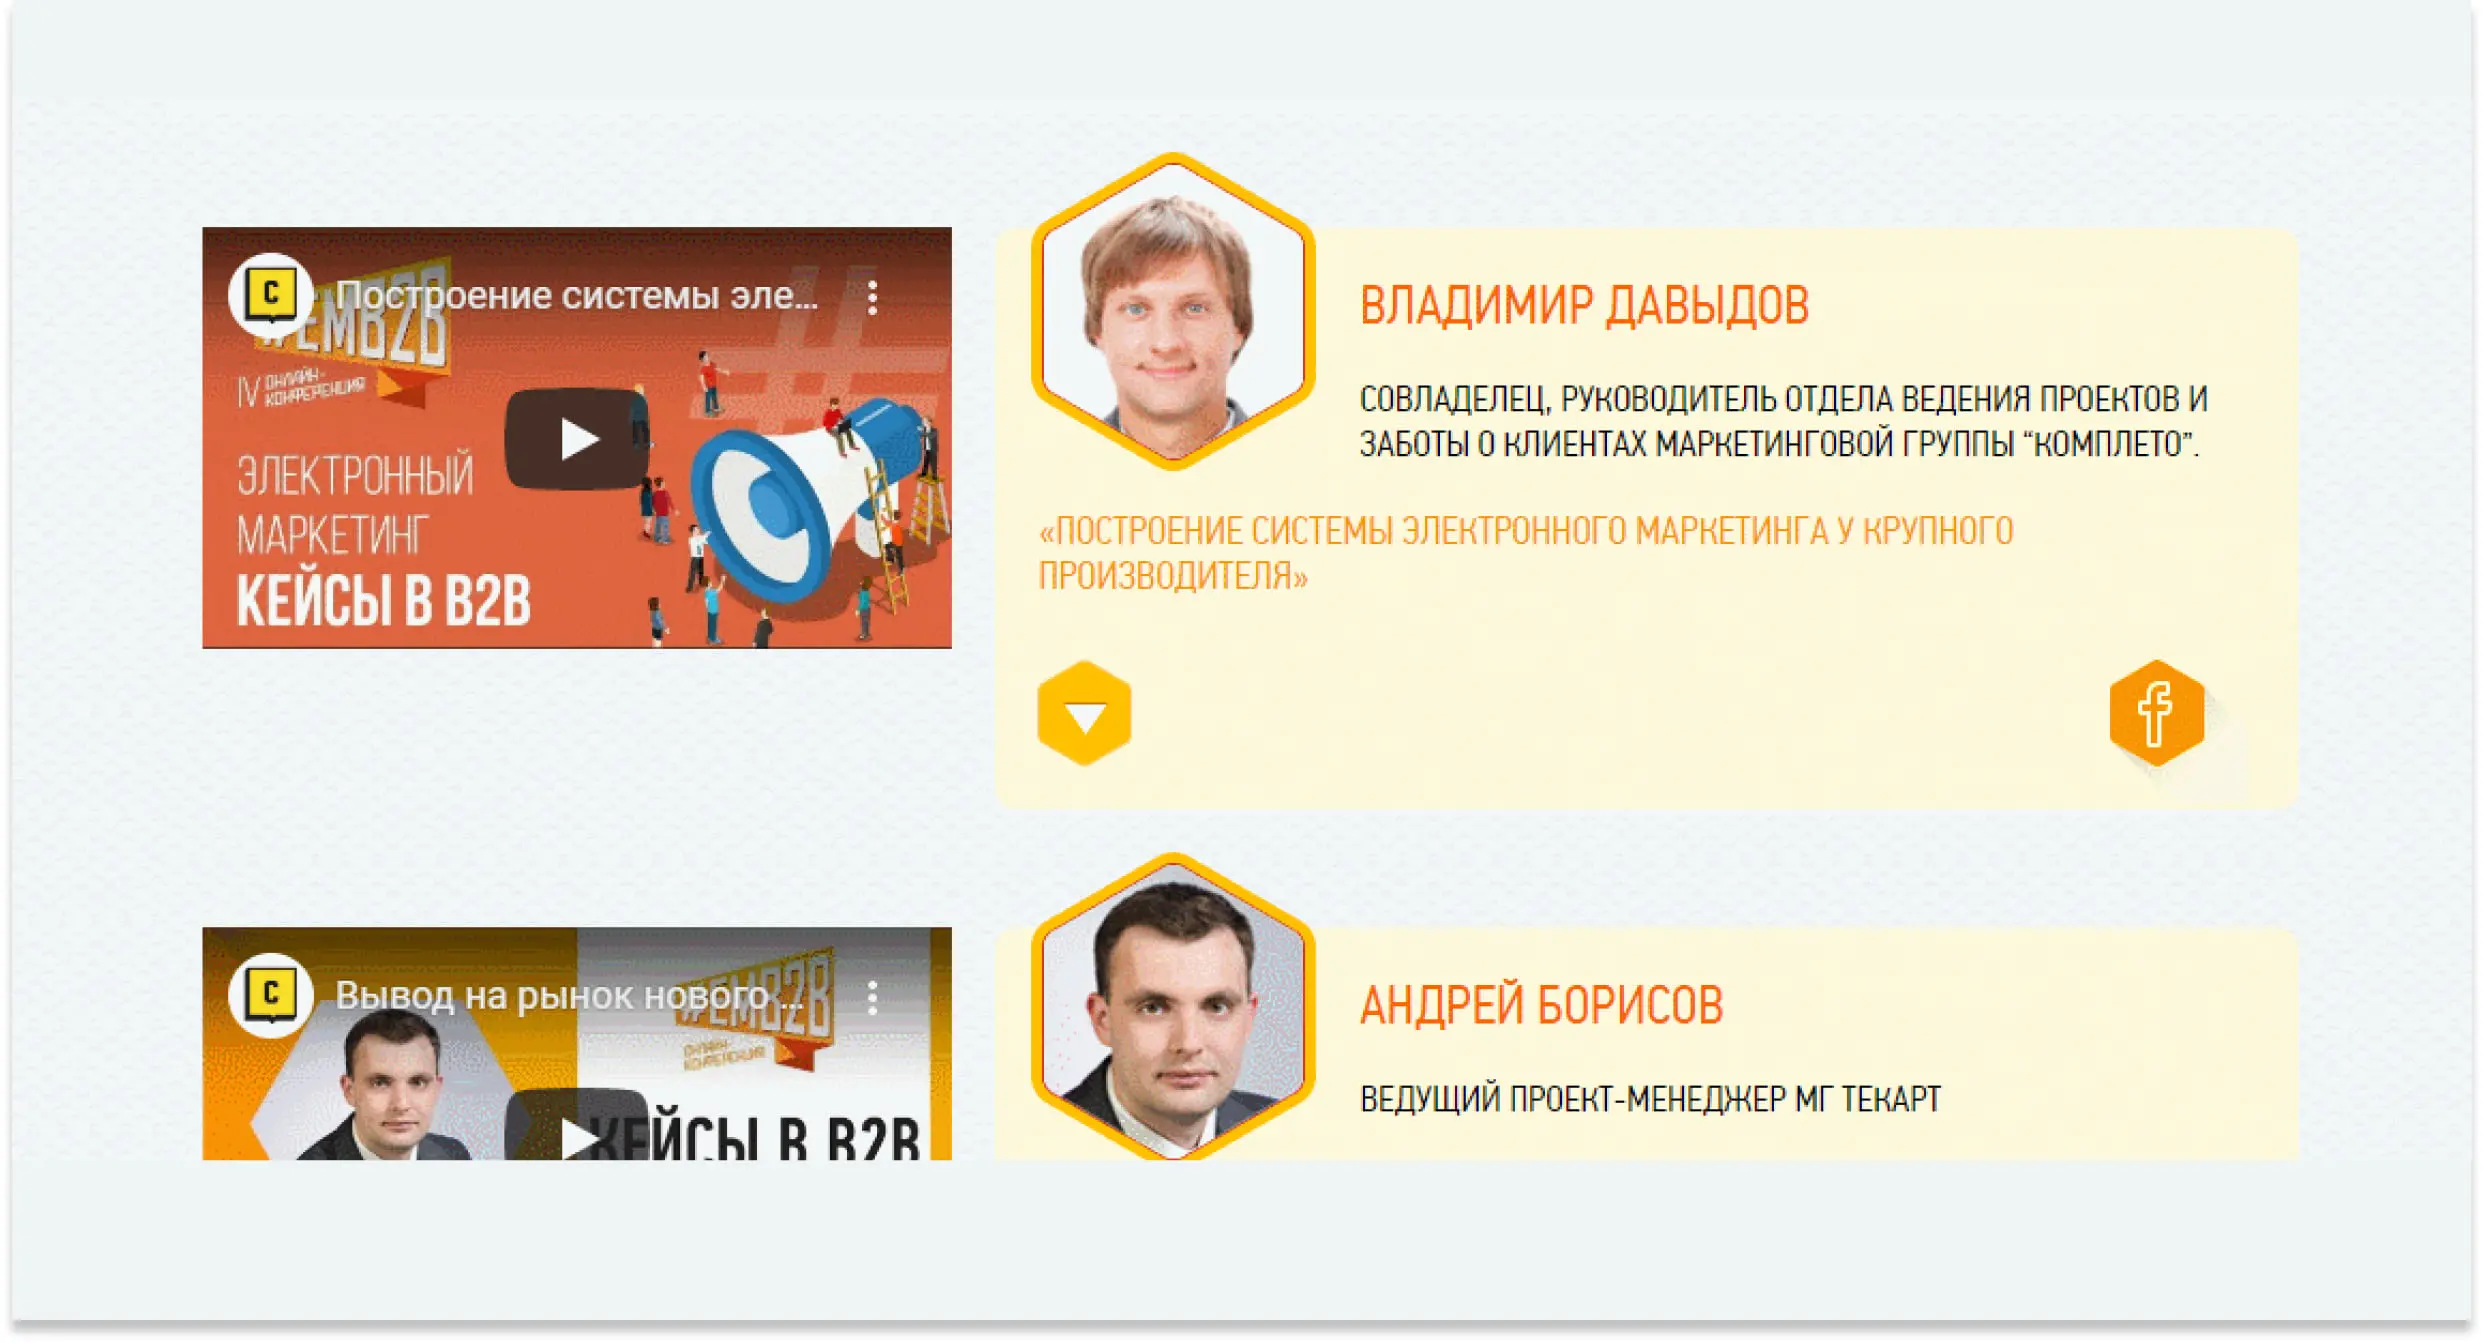 C
Построение системы эле...
#EMB2B
IV ОНЛАЙН-
КОНФЕРЕНЦИЯ
ЭЛЕКТРОННЫЙ
МАРКЕТИНГ
КЕЙСЫ В B2B
ВЛАДИМИР ДАВЫДОВ
СОВЛАДЕЛЕЦ, РУКОВОДИТЕЛЬ ОТДЕЛА ВЕДЕНИЯ ПРОЕКТОВ И
ЗАБОТЫ О КЛИЕНТАХ МАРКЕТИНГОВОЙ ГРУППЫ “КОМПЛЕТО”.
«ПОСТРОЕНИЕ СИСТЕМЫ ЭЛЕКТРОННОГО МАРКЕТИНГА У КРУПНОГО
ПРОИЗВОДИТЕЛЯ»
f
C
Вывод на рынок нового ...
#EMB2B
ОНЛАЙН-
КОНФЕРЕНЦИЯ
КЕЙСЫ В B2B
АНДРЕЙ БОРИСОВ
ВЕДУЩИЙ ПРОЕКТ-МЕНЕДЖЕР МГ ТЕКАРТ